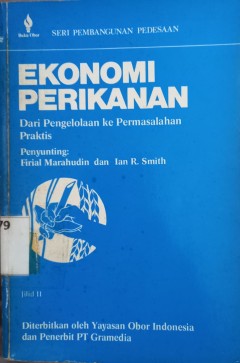 Buku Obor
SERI PEMBANGUNAN PEDESAAN
EKONOMI
PERIKANAN
Dari Pengelolaan ke Permasalahan
Praktis
Penyunting:
Firial Marahudin dan Ian R. Smith
79
Jilid II
Diterbitkan oleh Yayasan Obor Indonesia
dan Penerbit PT Gramedia